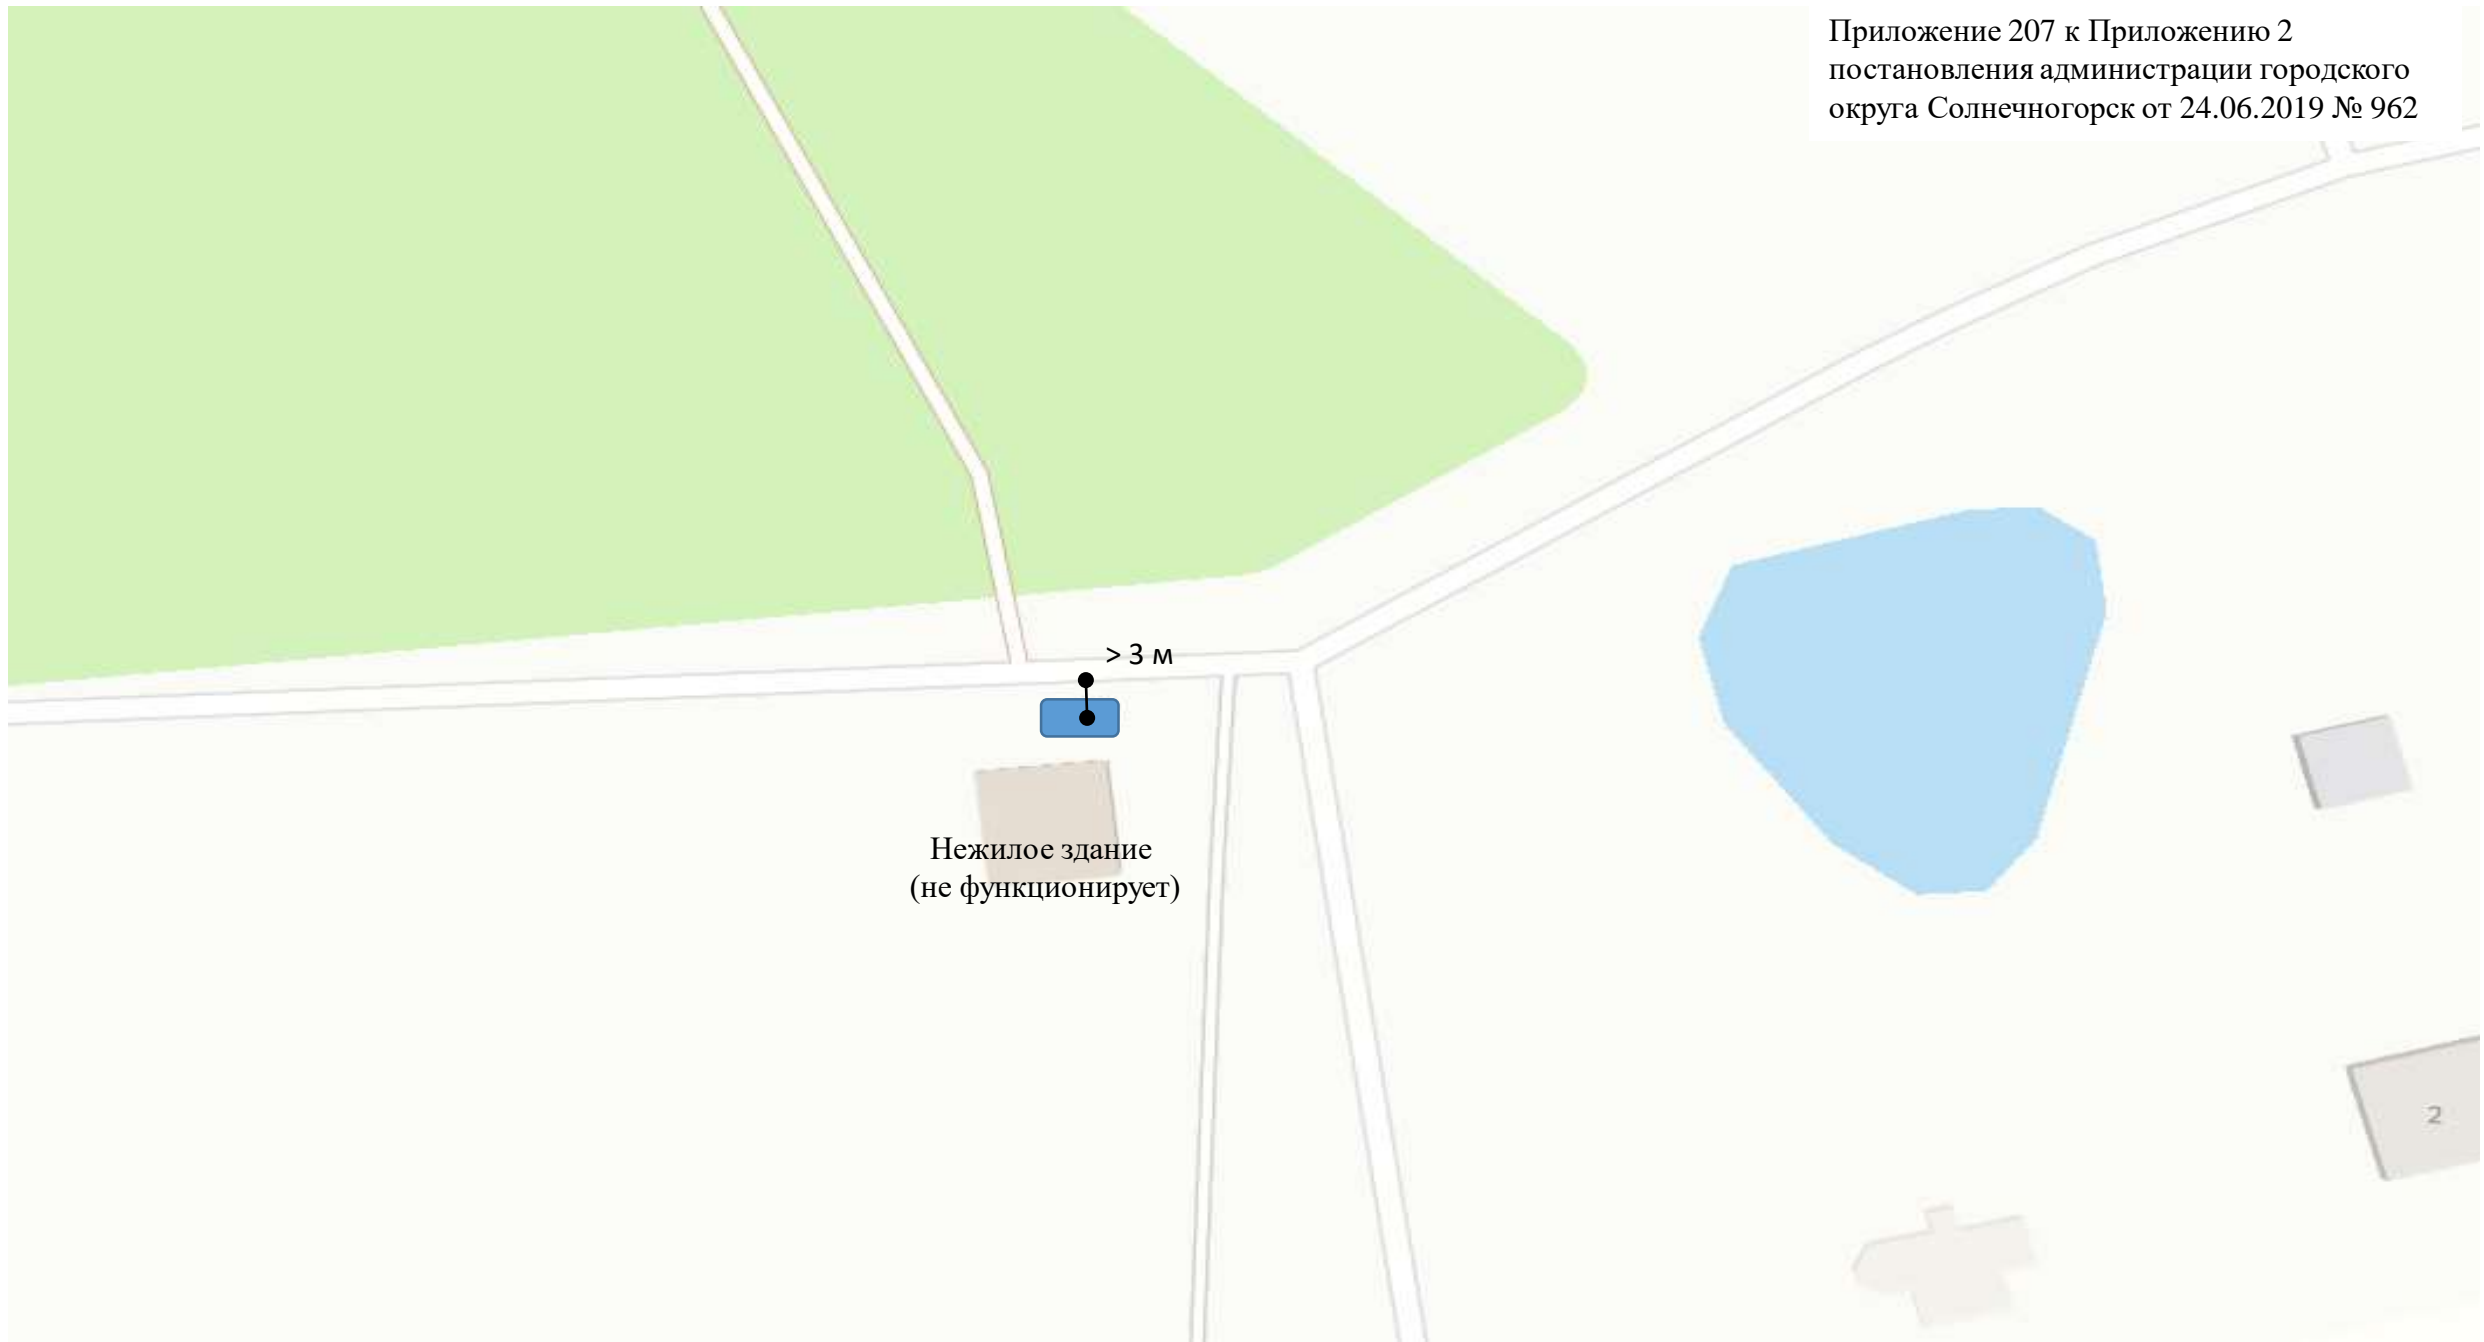 Приложение 207 к Приложению 2
постановления администрации городского
округа Солнечногорск от 24.06.2019 № 962
> 3 м
Нежилое здание
(не функционирует)
2